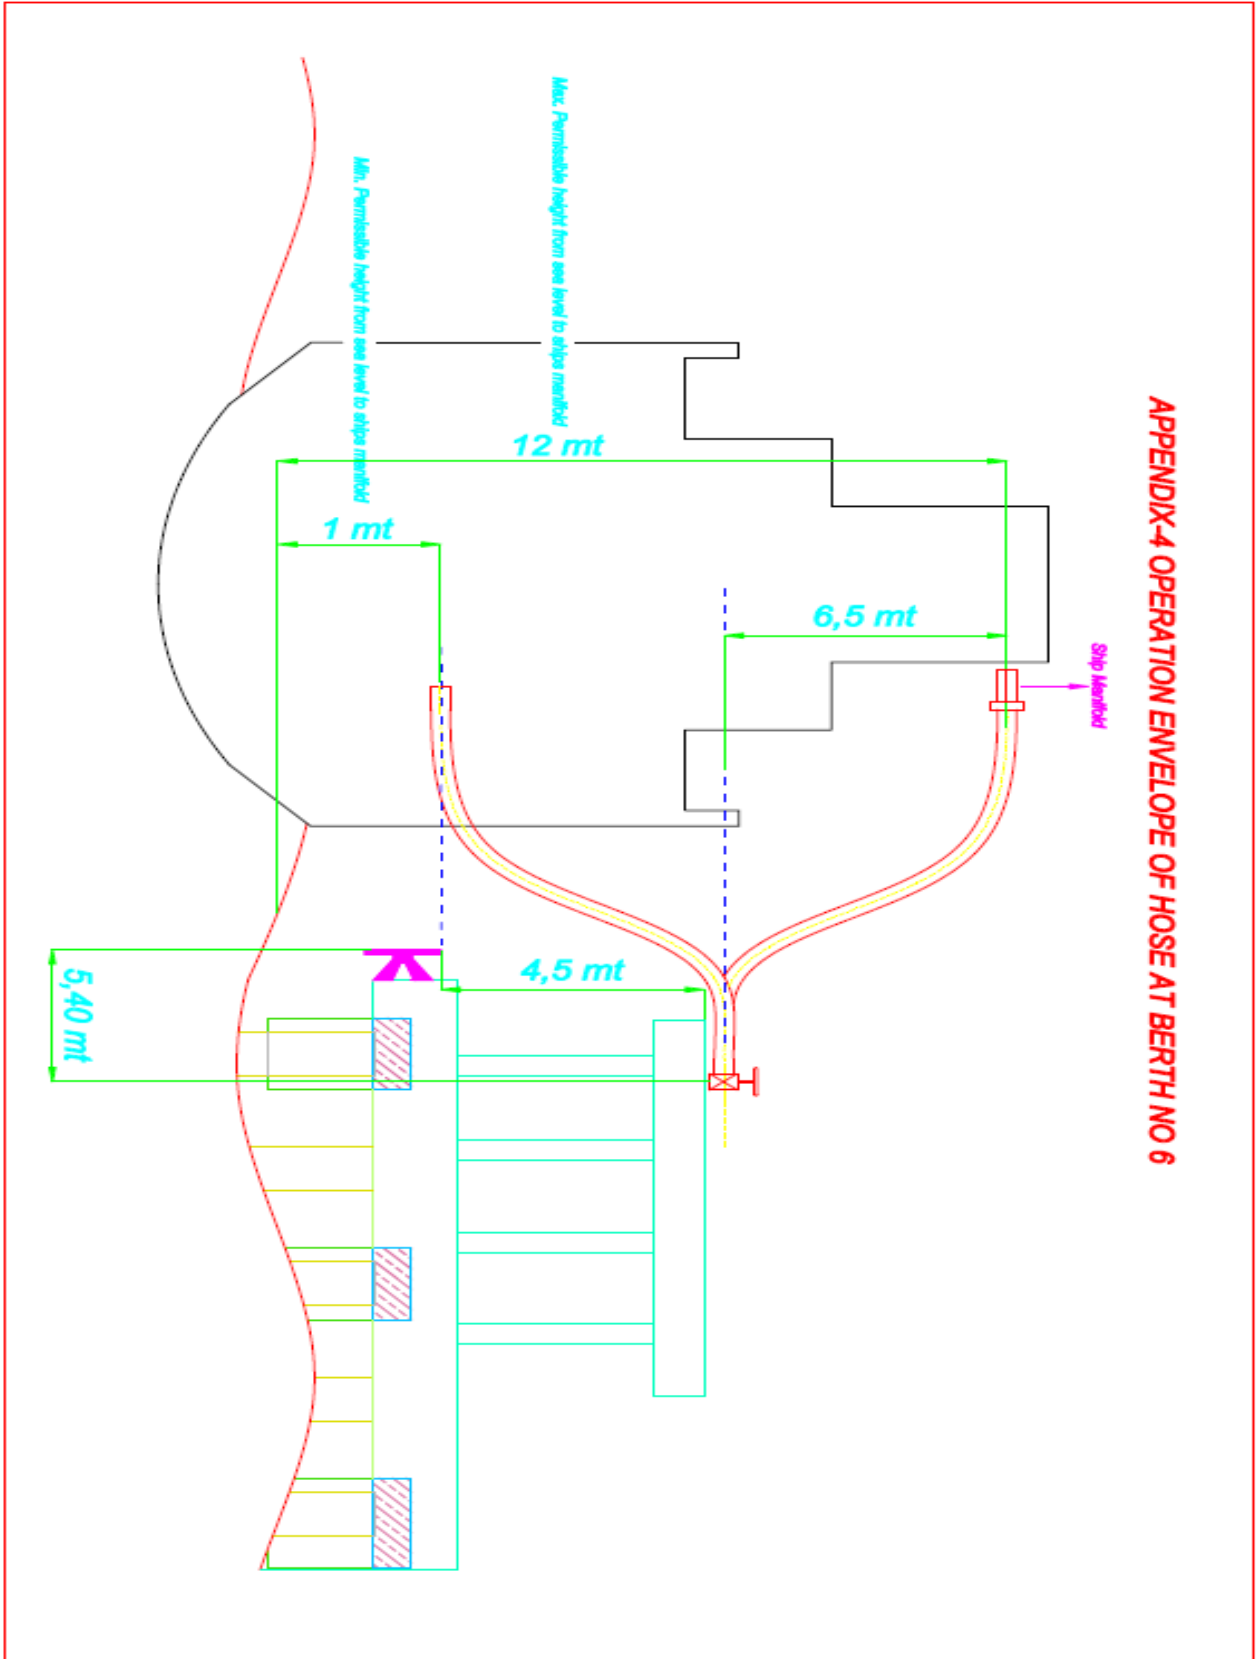 APPENDIX-4 OPERATION ENVELOPE OF HOSE AT BERTH NO 6
Ship Manifold
6,5 mt
12 mt
Max. Permissible height from sea level to ships manifold
4,5 mt
1 mt
Min. Permissible height from sea level to ships manifold
5,40 mt